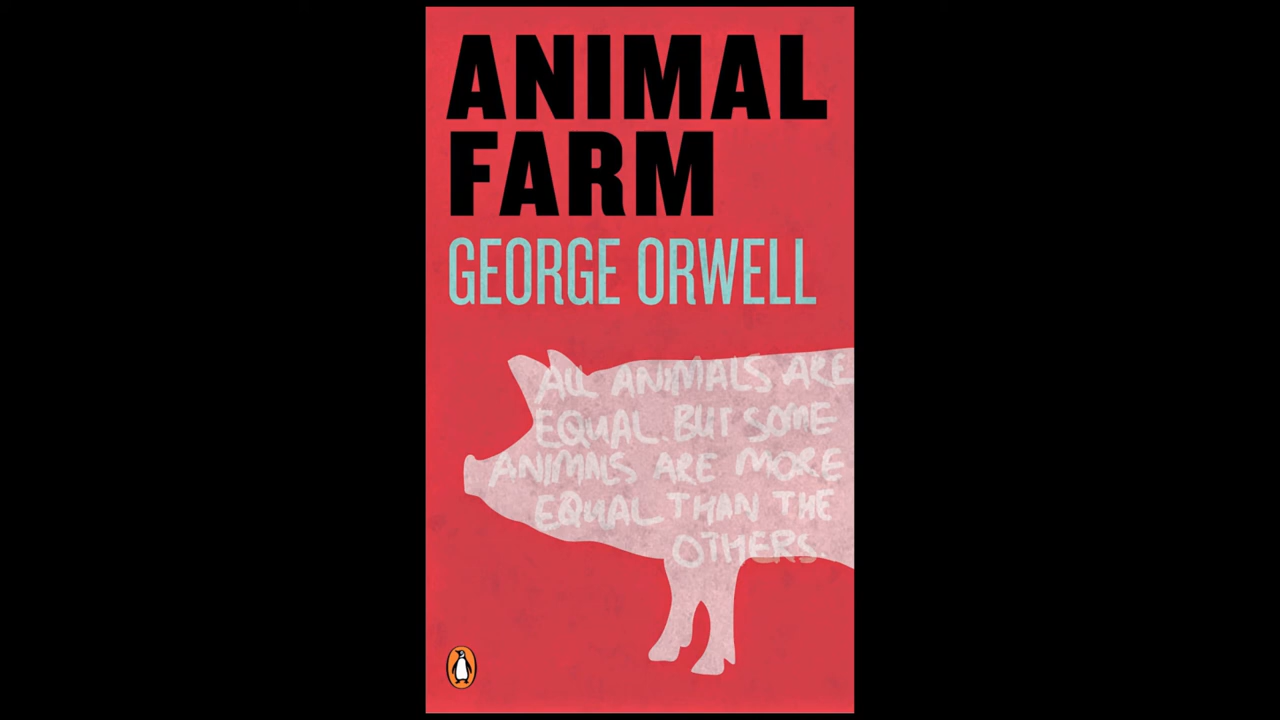 ANIMAL
FARM
GEORGE ORWELL
ALL ANIMALS ARE
EQUAL. BUT SOME
ANIMALS ARE MORE
EQUAL THAN THE
OTHERS.